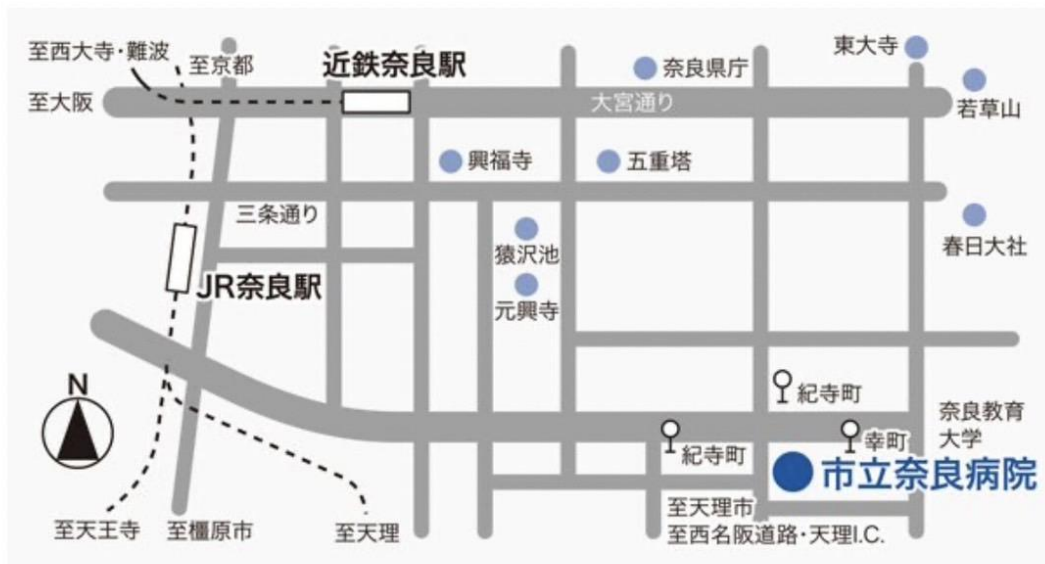 至西大寺・難波
至京都
近鉄奈良駅
奈良県庁
東大寺
至大阪
大宮通り
若草山
興福寺
五重塔
三条通り
猿沢池
春日大社
JR奈良駅
元興寺
N
紀寺町
奈良教育
大学
紀寺町
幸町
市立奈良病院
至天王寺
至橿原市
至天理
至天理市
至西名阪道路・天理I.C.